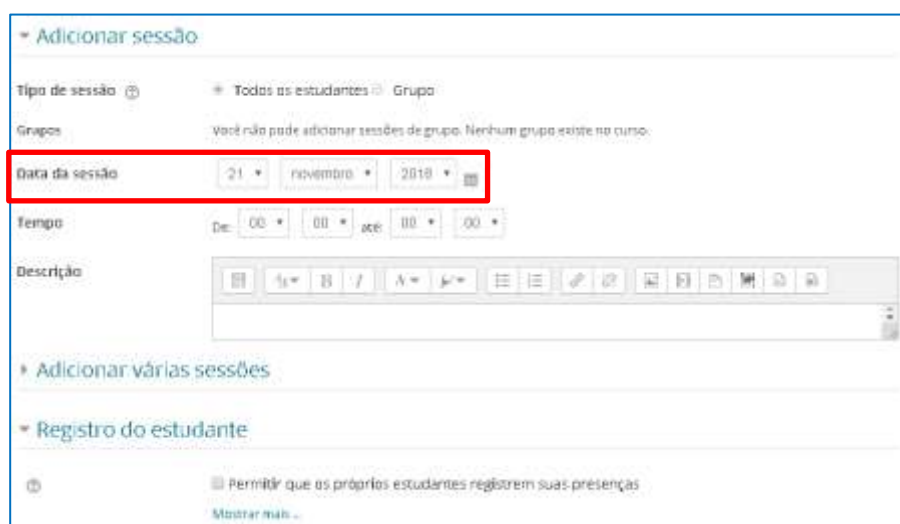 Adicionar sessão
Tipo de sessão Todos os estudantes Grupo
Grupos Você não pode adicionar sessões de grupo. Nenhum grupo existe no curso.
Data da sessão 21 novembro 2018
Tempo De: 00 00 até: 00 00
Descrição
B I
Adicionar várias sessões
Registro do estudante
Permitir que os próprios estudantes registrem suas presenças
Mostrar mais ...